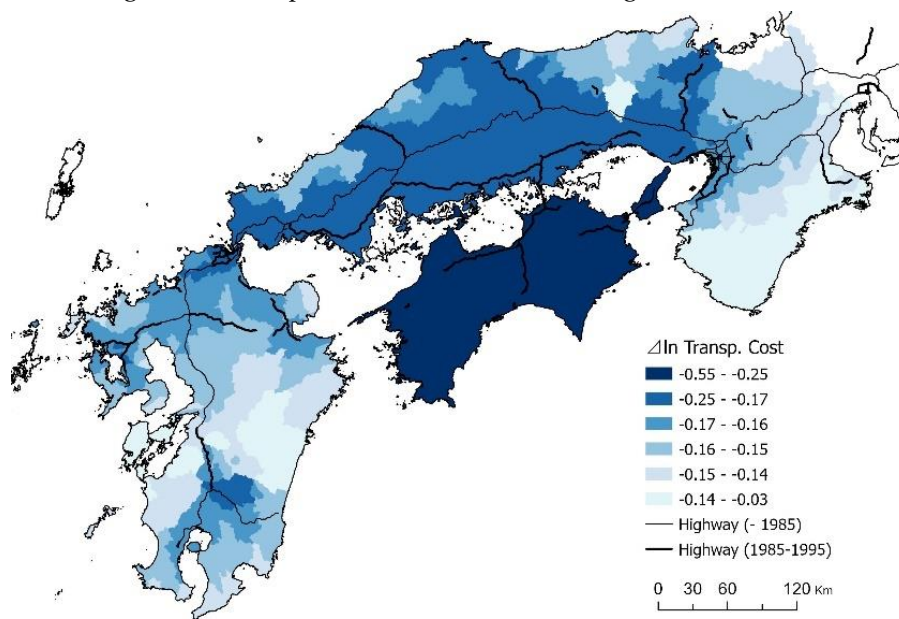 ⊿ln Transp. Cost
-0.55 - -0.25
-0.25 - -0.17
-0.17 - -0.16
-0.16 - -0.15
-0.15 - -0.14
-0.14 - -0.03
Highway (- 1985)
Highway (1985-1995)
0 30 60 120 Km